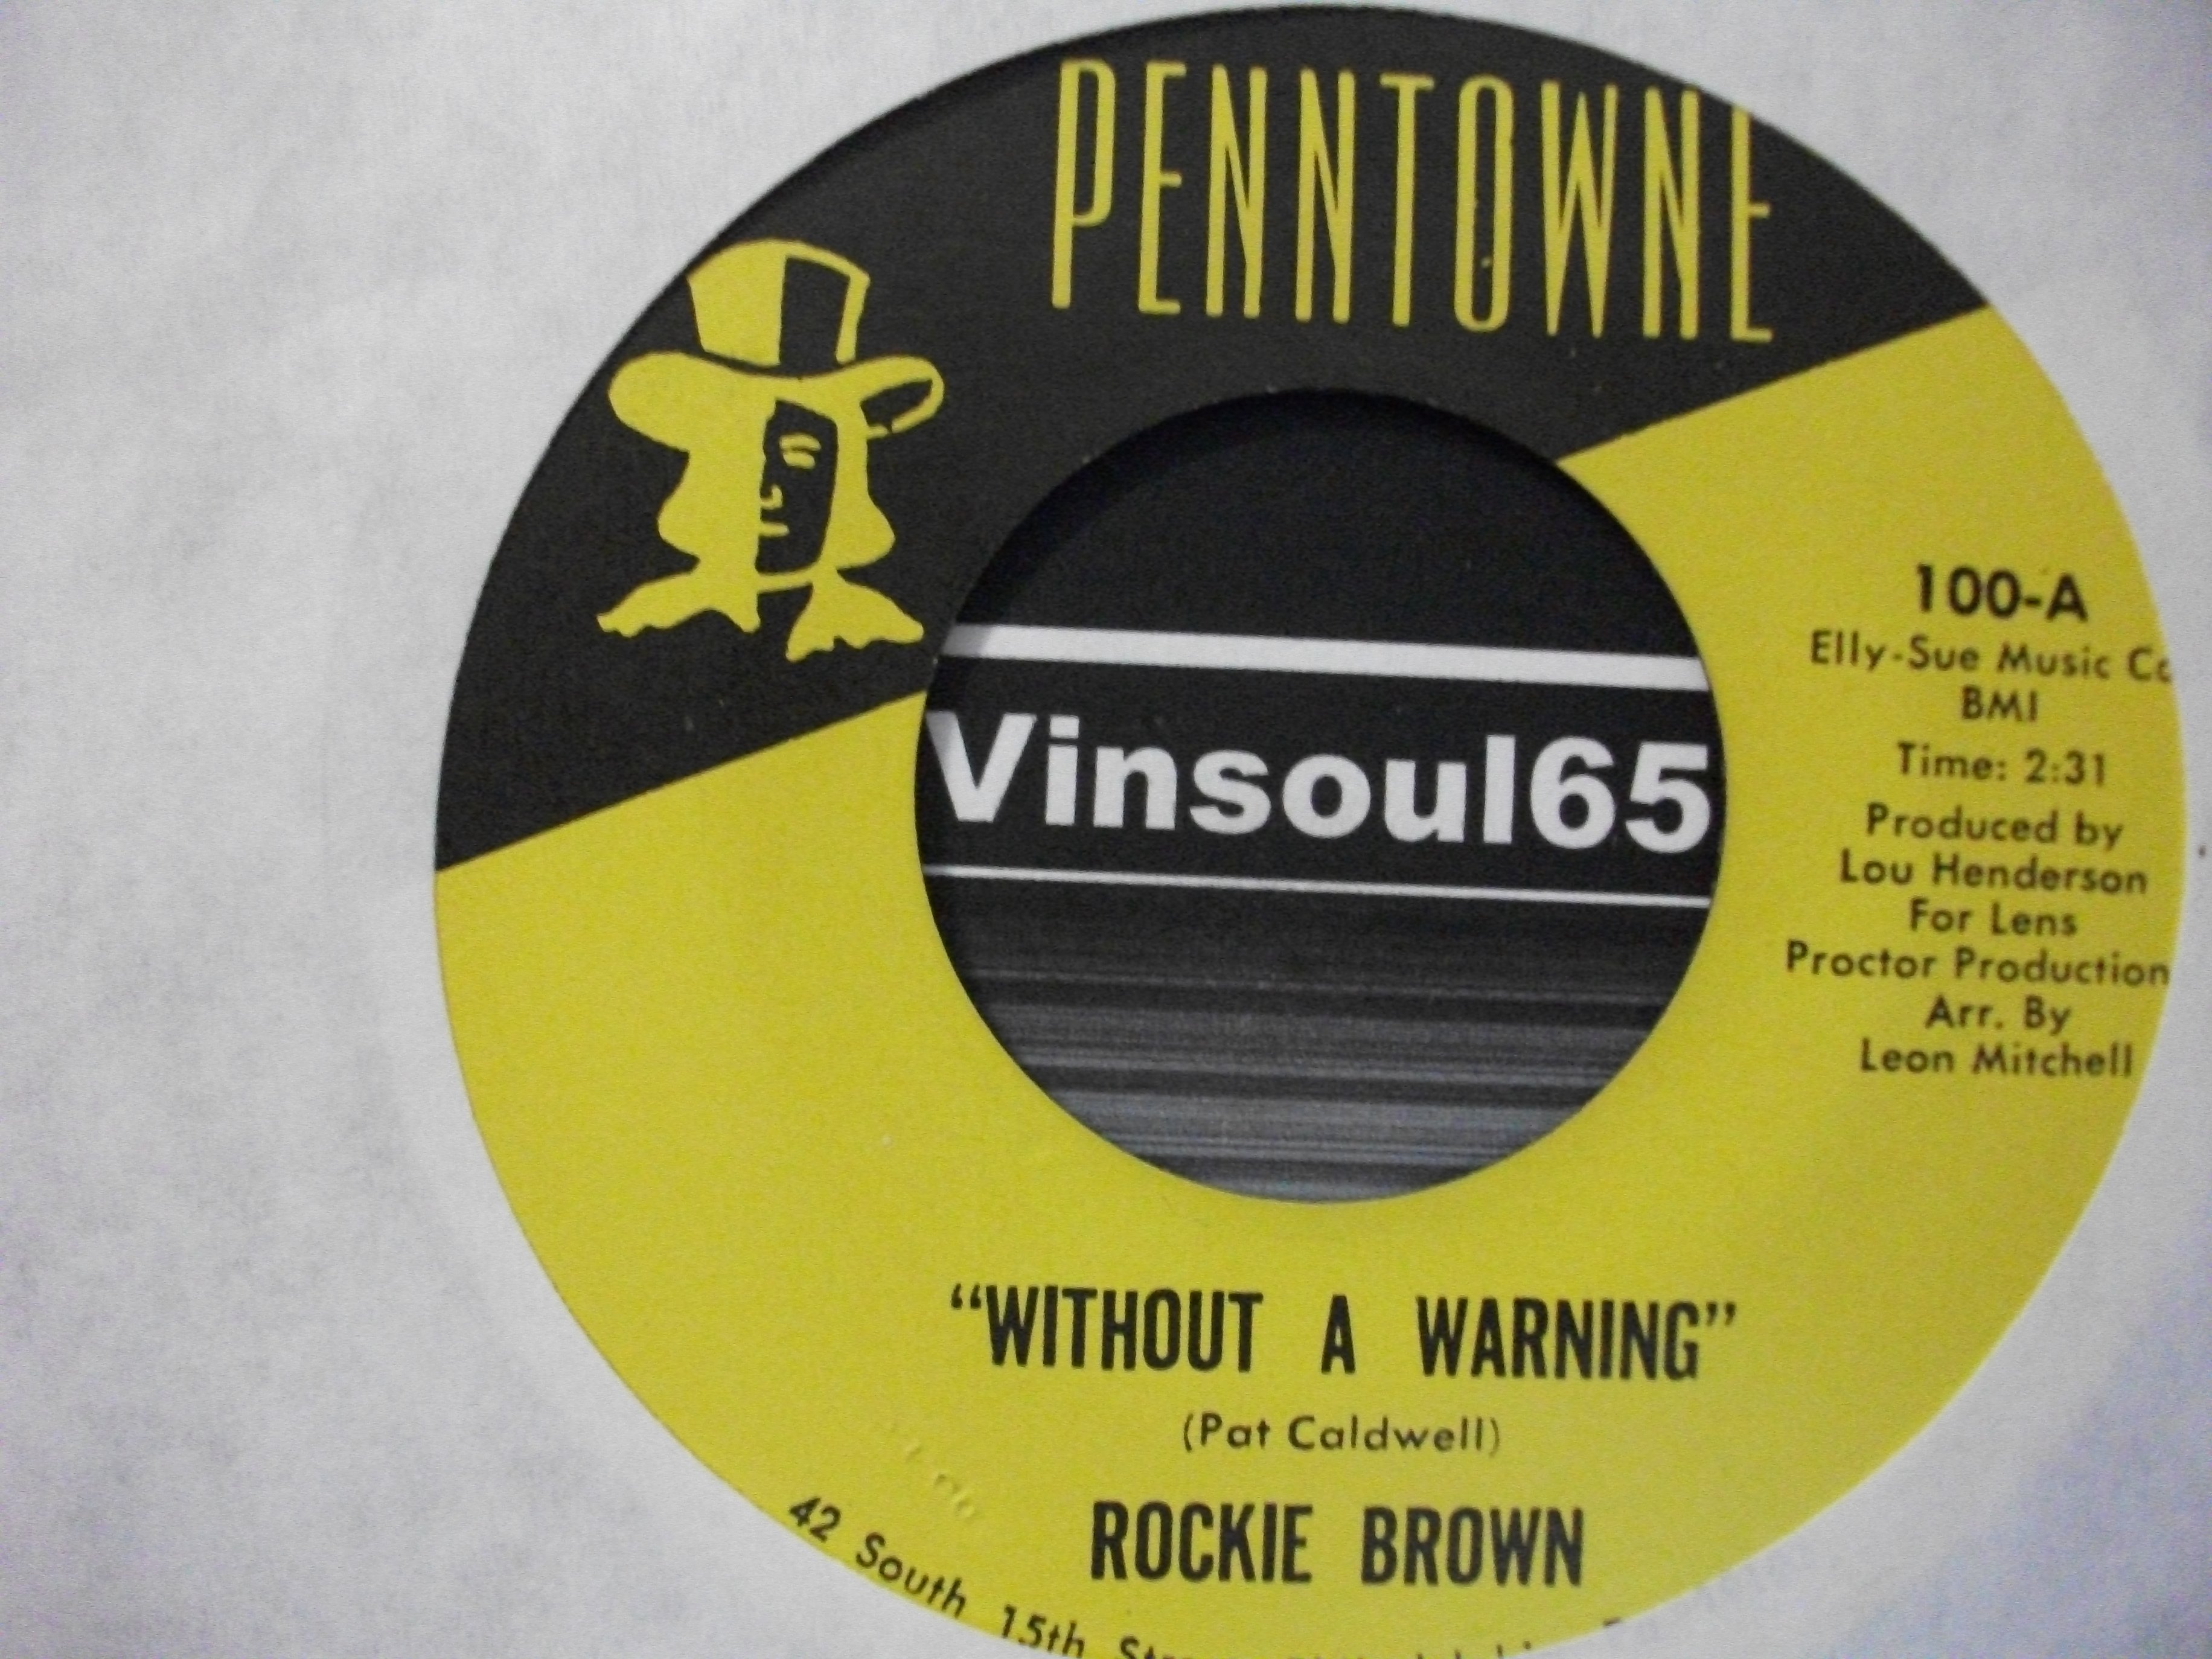 PENNTOWNE
100-A
Elly-Sue Music Co
BMI
Time: 2:31
Produced by
Lou Henderson
For Lens
Proctor Production
Arr. By
Leon Mitchell
Vinsoul65
“WITHOUT A WARNING”
(Pat Caldwell)
ROCKIE BROWN
42 South 15th